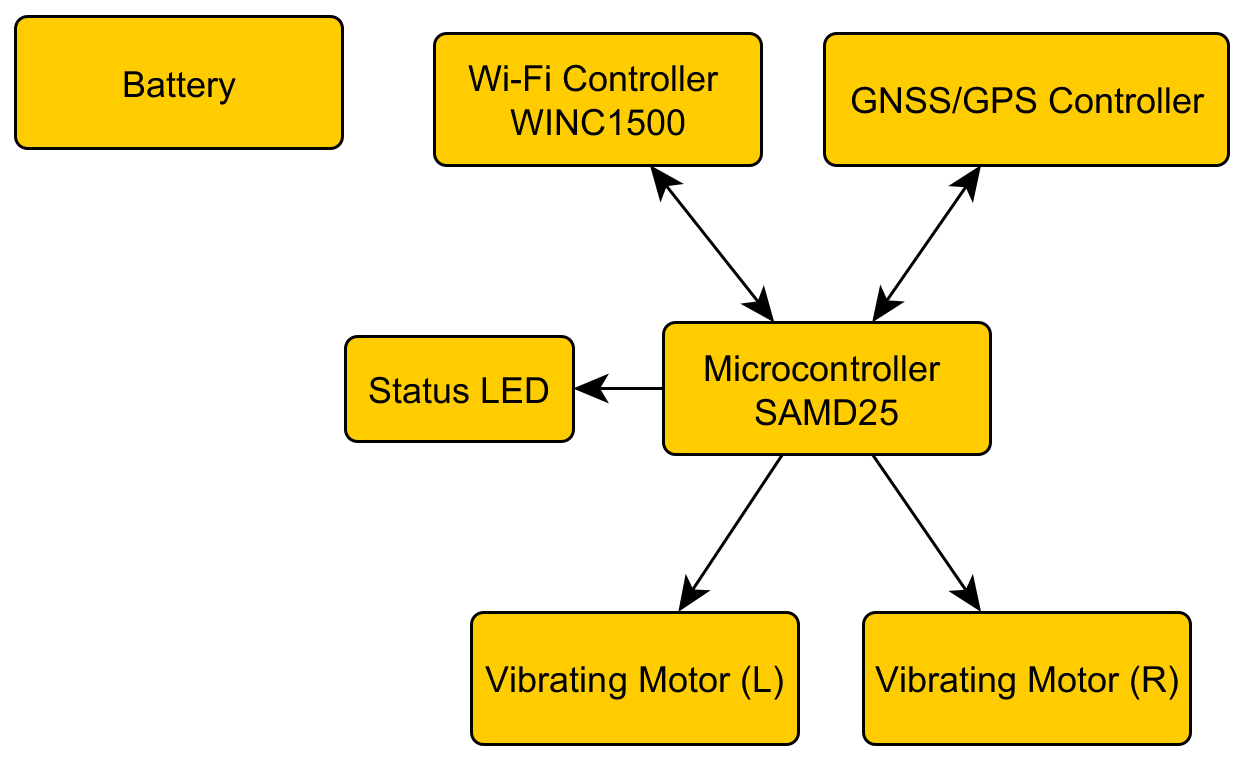 Battery
Wi-Fi Controller
WINC1500
GNSS/GPS Controller
Status LED
Microcontroller
SAMD25
Vibrating Motor (L)
Vibrating Motor (R)